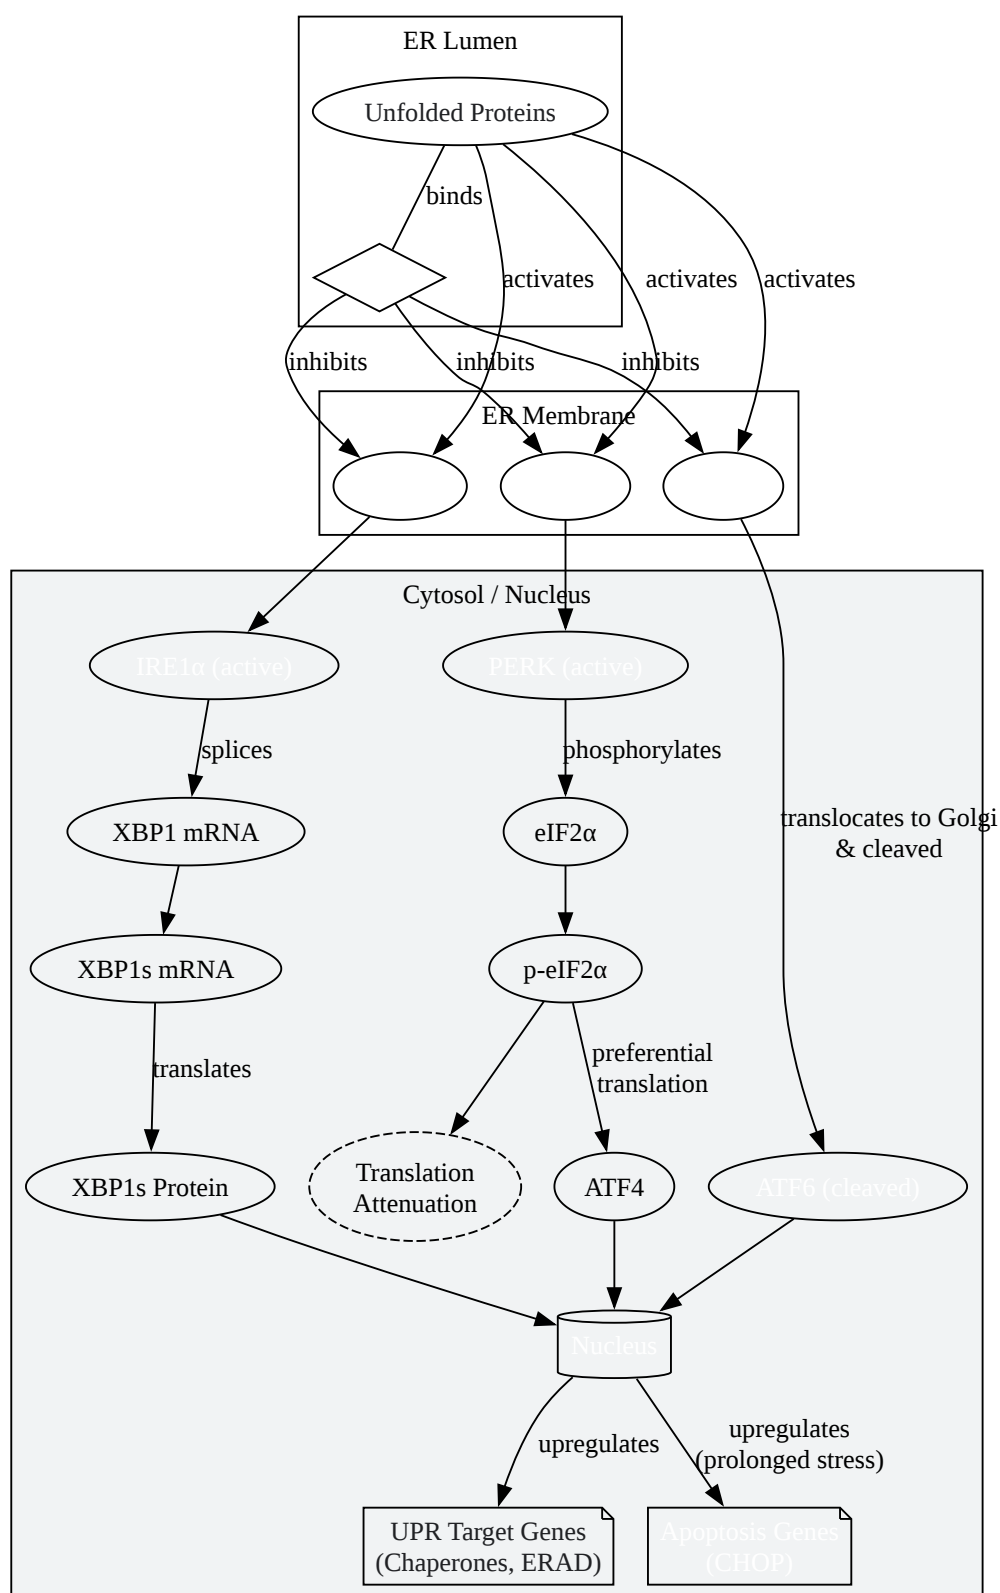 ER Lumen
Unfolded Proteins
binds
activates
activates
activates
inhibits
inhibits
inhibits
ER Membrane
Cytosol / Nucleus
IRE1α (active)
PERK (active)
splices
phosphorylates
translocates to Golgi
& cleaved
XBP1 mRNA
eIF2α
XBP1s mRNA
p-eIF2α
translates
preferential
translation
XBP1s Protein
Translation
Attenuation
ATF4
ATF6 (cleaved)
Nucleus
upregulates
upregulates
(prolonged stress)
UPR Target Genes
(Chaperones, ERAD)
Apoptosis Genes
(CHOP)